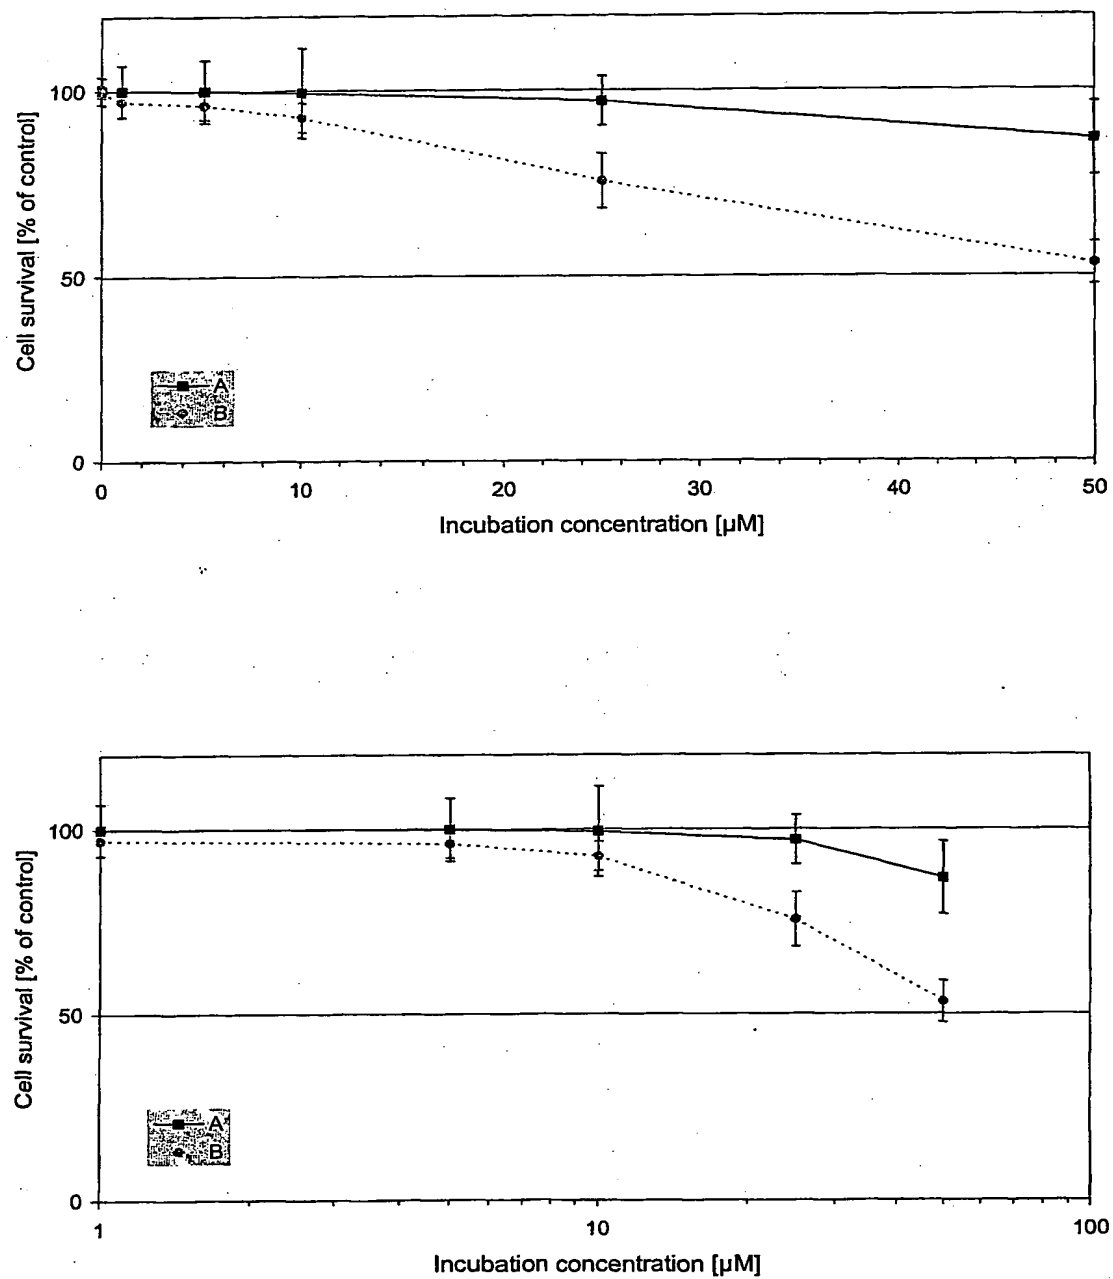 100
50
0
Cell survival [% of control]
A
B
0
10
20
30
40
50
Incubation concentration [µM]
100
50
0
Cell survival [% of control]
A
B
1
10
100
Incubation concentration [µM]